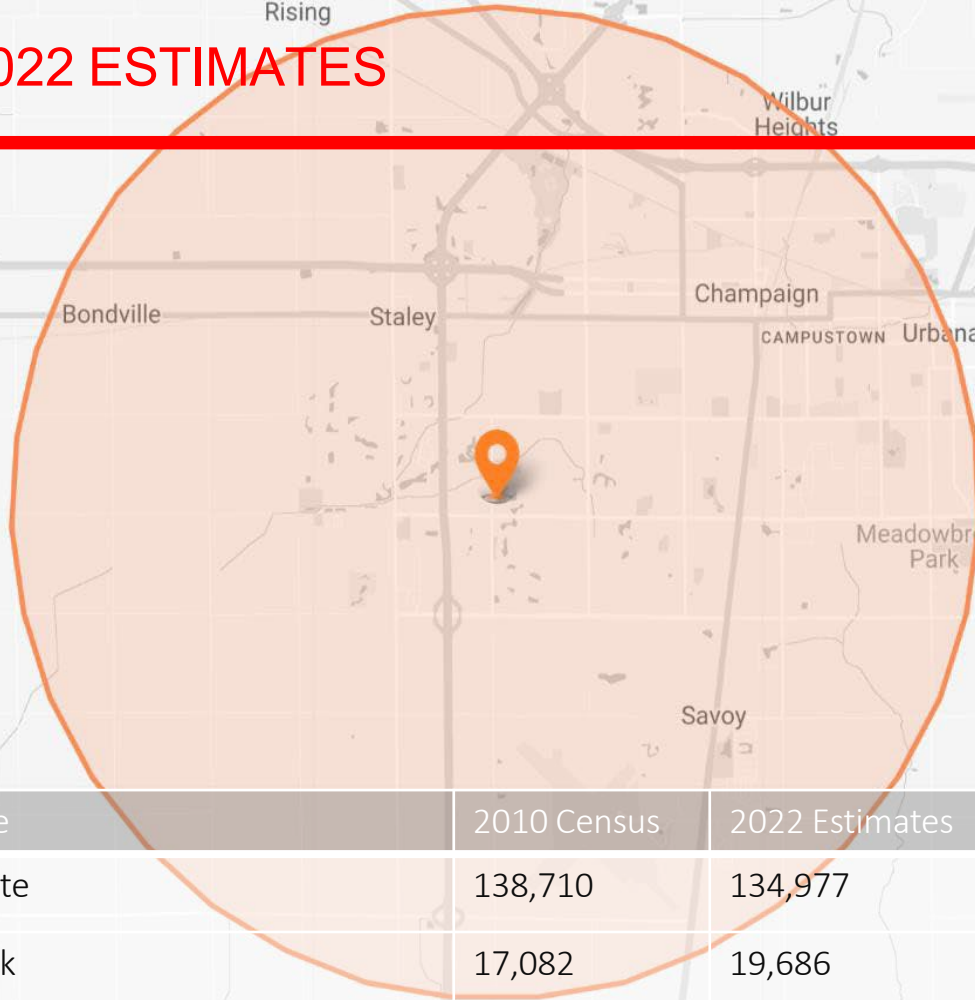 Rising
022 ESTIMATES
Wilbur
Heights
Bondville
Staley
Champaign
CAMPUSTOWN
Urbana
Meadowbr
Park
Savoy
e 2010 Census 2022 Estimates
te 138,710 134,977
k 17,082 19,686